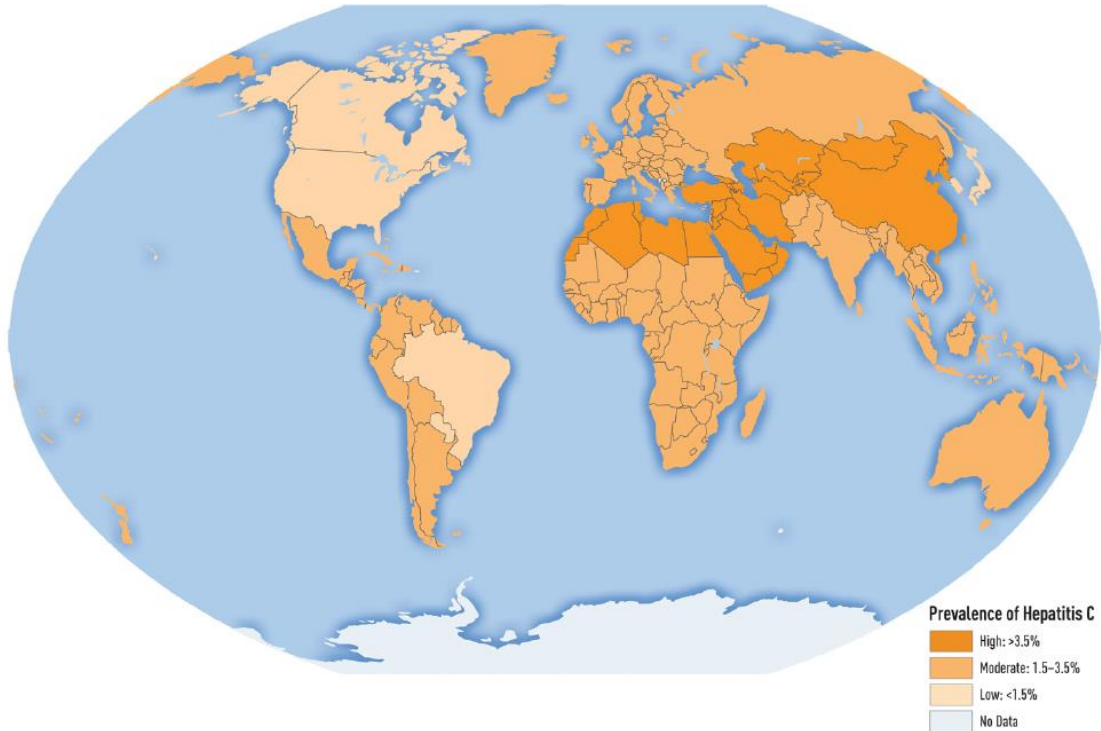 Prevalence of Hepatitis C
High: >3.5%
Moderate: 1.5–3.5%
Low: <1.5%
No Data